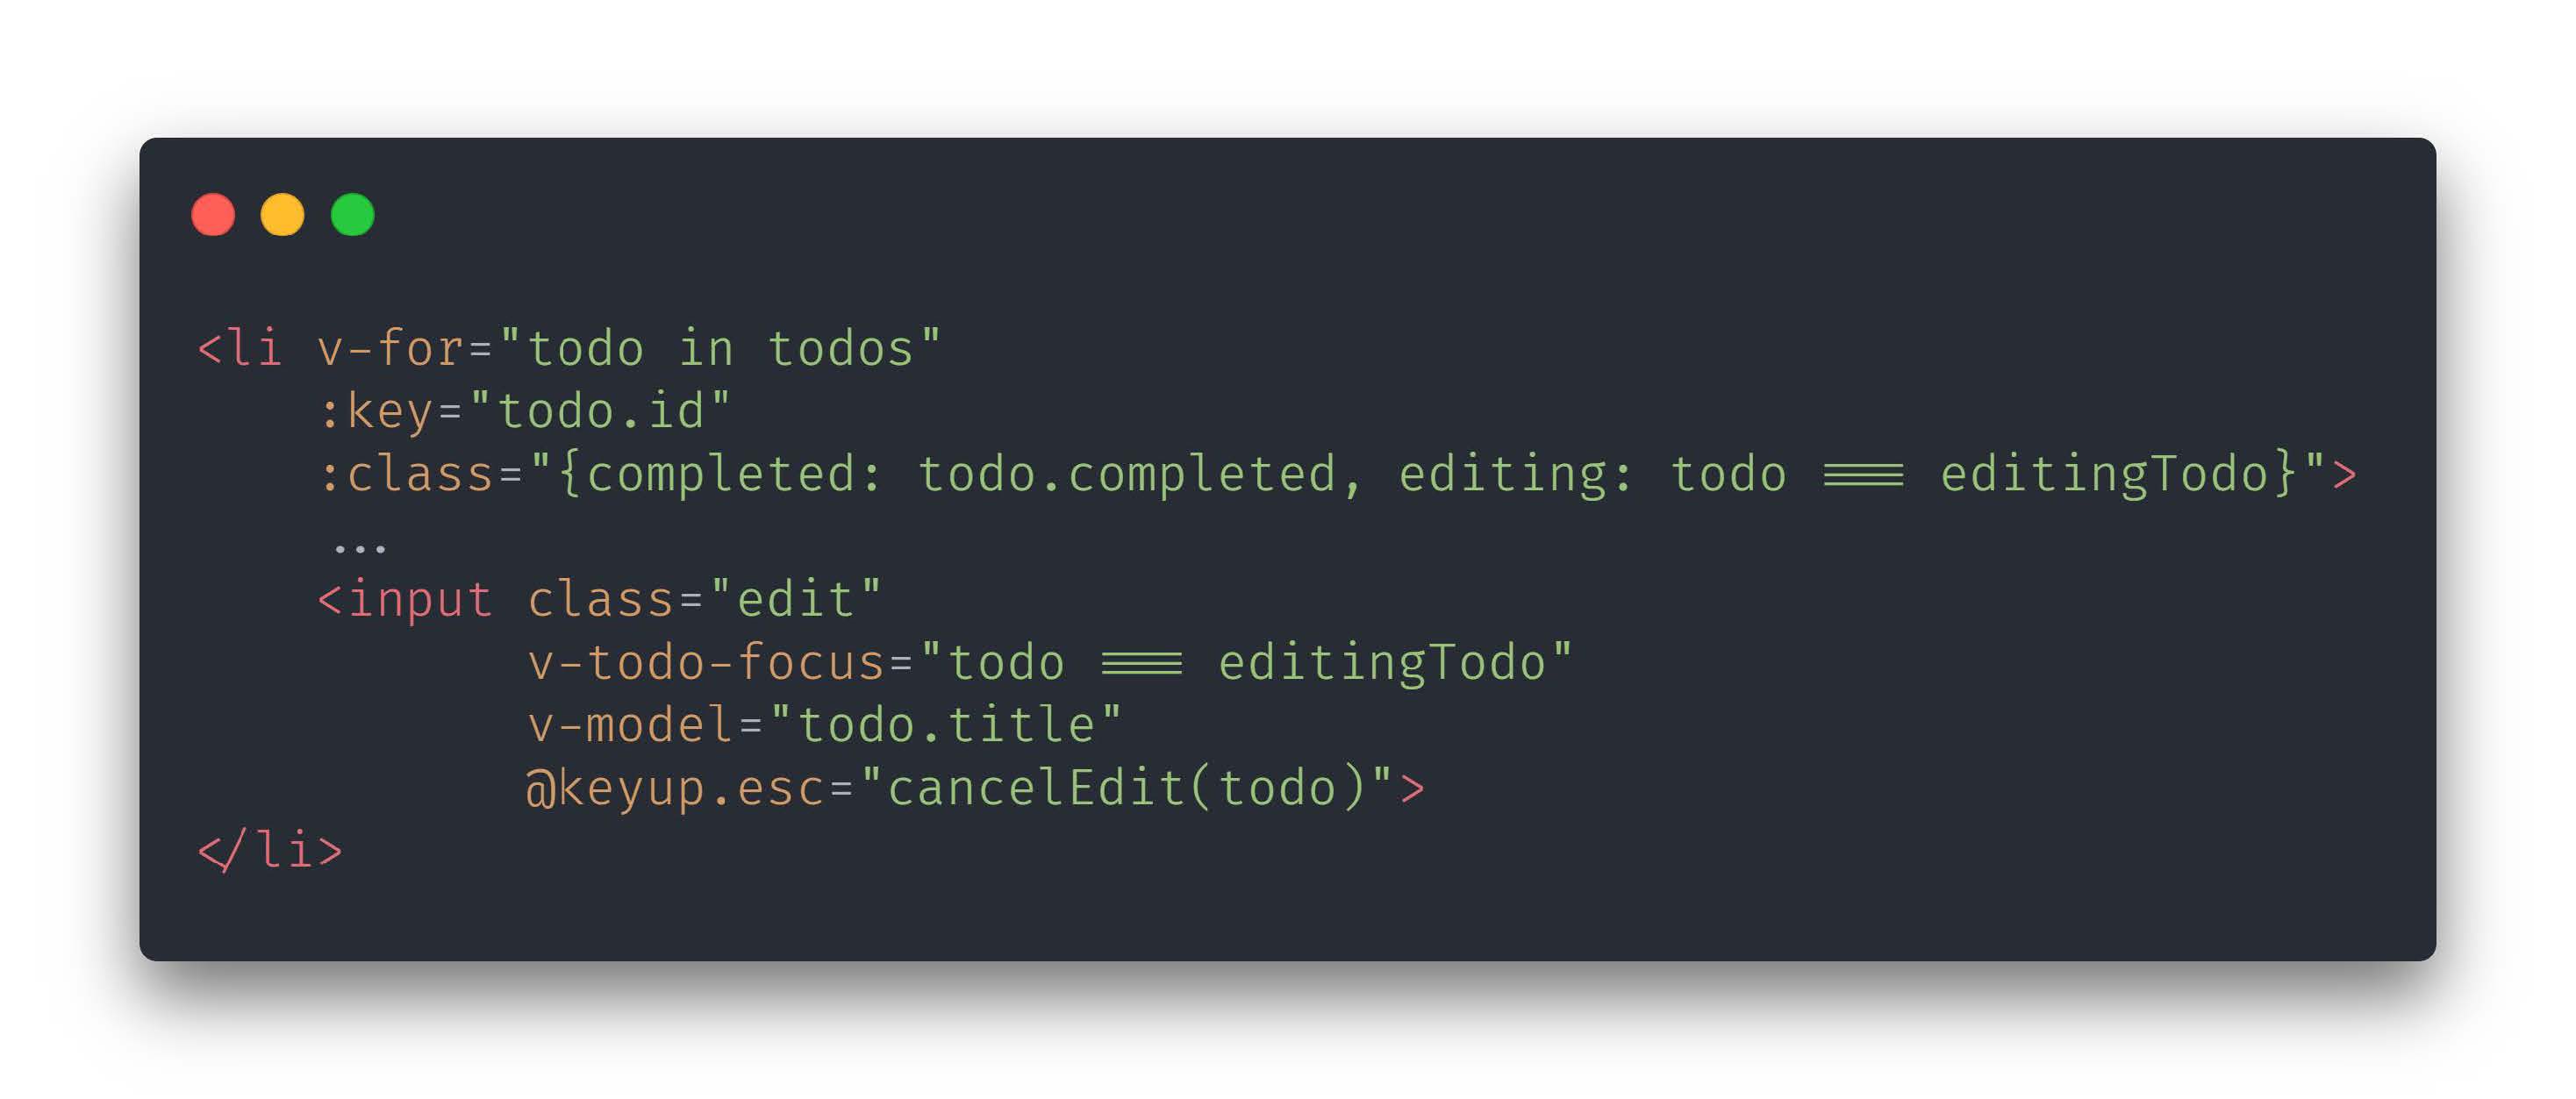 <li v-for="todo in todos"
    :key="todo.id"
    :class="{completed: todo.completed, editing: todo === editingTodo}">
    ...
    <input class="edit"
           v-todo-focus="todo === editingTodo"
           v-model="todo.title"
           @keyup.esc="cancelEdit(todo)">
</li>